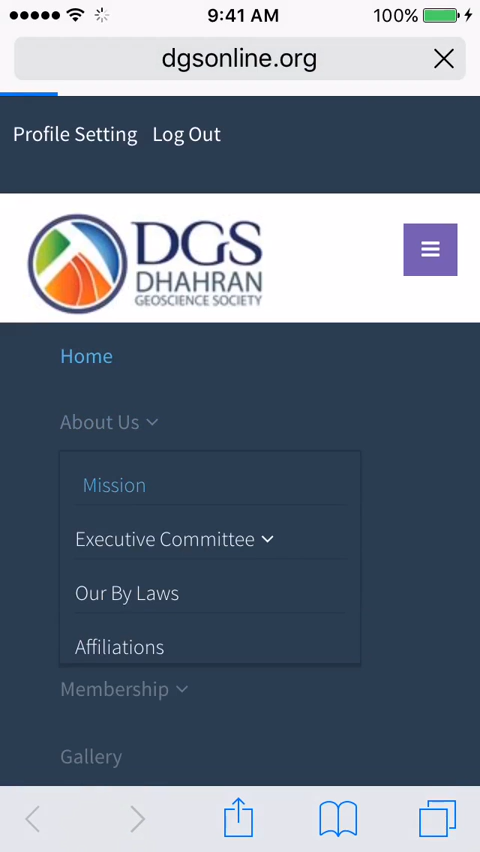 9:41 AM
100%
dgsonline.org
Profile Setting Log Out
DGS
DHAHRAN
GEOSCIENCE SOCIETY
Home
About Us
Mission
Executive Committee
Our By Laws
Affiliations
Membership
Gallery